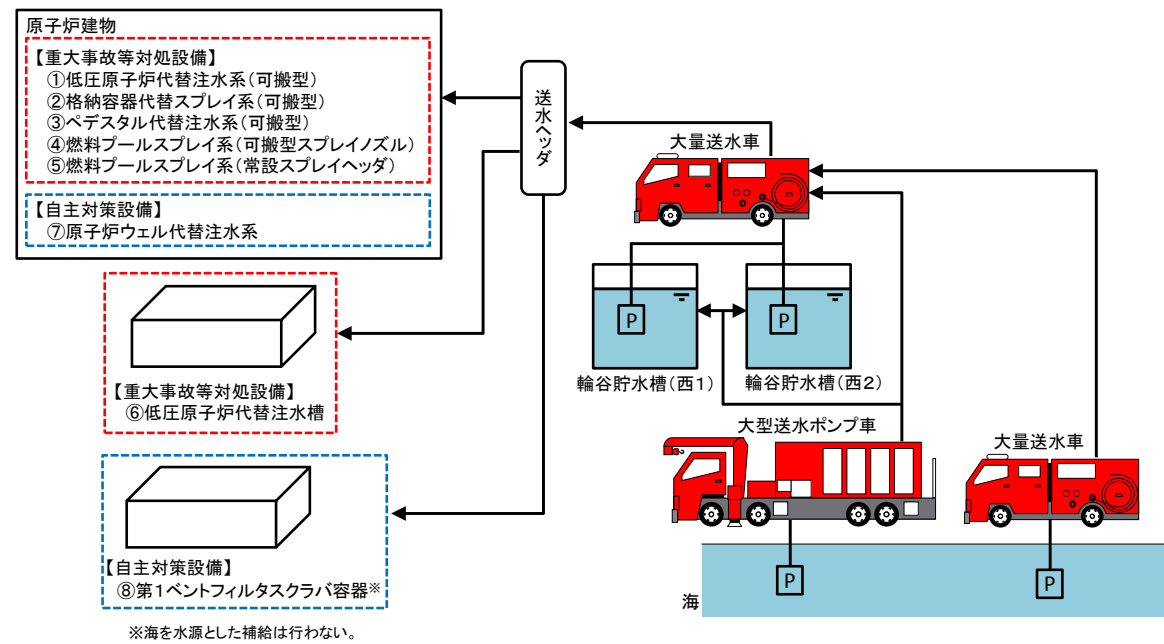 原子炉建物
【重大事故等対処設備】
①低圧原子炉代替注水系(可搬型)
②格納容器代替スプレイ系(可搬型)
③ペデスタル代替注水系(可搬型)
④燃料プールスプレイ系(可搬型スプレイノズル)
⑤燃料プールスプレイ系(常設スプレイヘッダ)
【自主対策設備】
⑦原子炉ウェル代替注水系
送水ヘッダ
大量送水車
P
P
輪谷貯水槽(西1)
輪谷貯水槽(西2)
【重大事故等対処設備】
⑥低圧原子炉代替注水槽
大型送水ポンプ車
大量送水車
【自主対策設備】
⑧第1ベントフィルタスクラバ容器※
P
P
海
※海を水源とした補給は行わない。